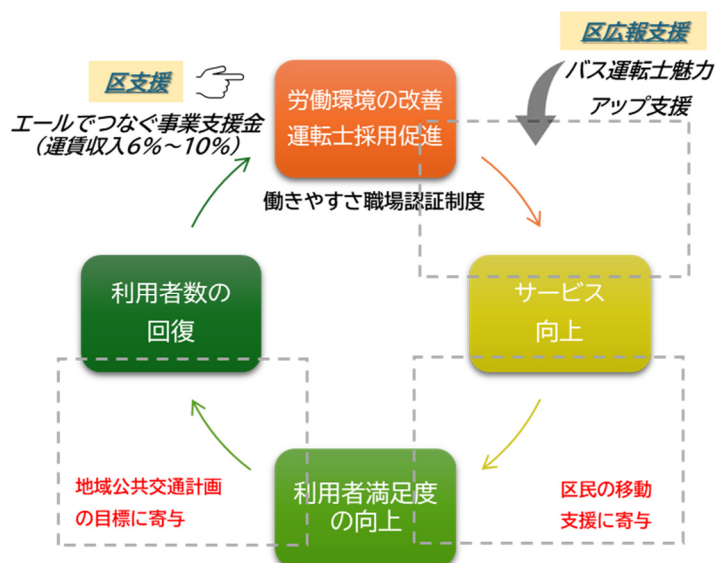 区広報支援
バス運転士魅力
アップ支援
区支援
エールでつなぐ事業支援金
（運賃収入6%～10%）
労働環境の改善
運転士採用促進
働きやすさ職場認証制度
サービス
向上
区民の移動
支援に寄与
利用者満足度
の向上
地域公共交通計画
の目標に寄与
利用者数の
回復